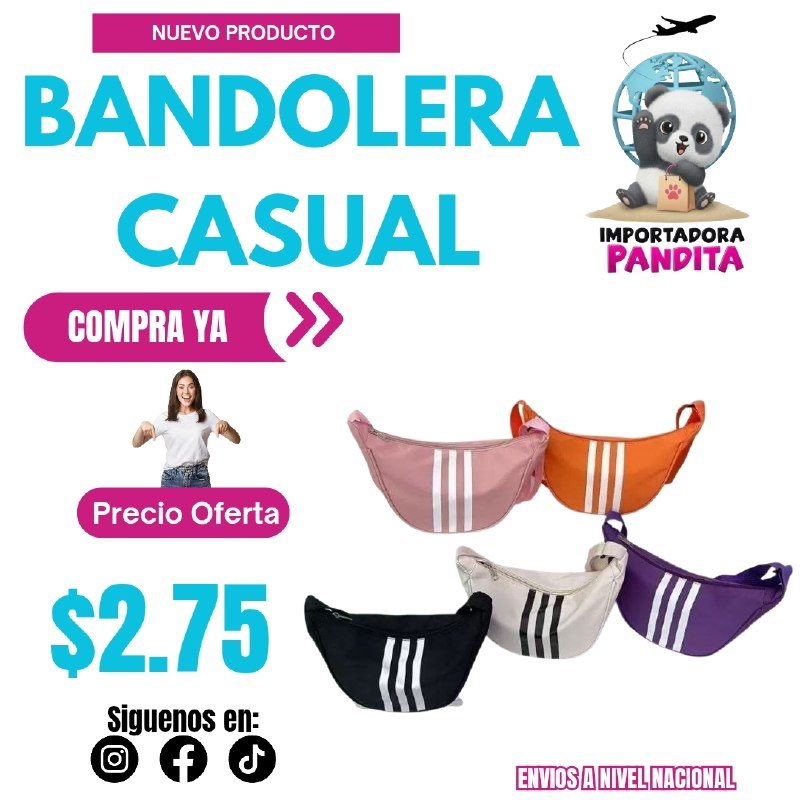 NUEVO PRODUCTO
BANDOLERA
CASUAL
IMPORTADORA
PANDITA
COMPRA YA
Precio Oferta
$2.75
Siguenos en:
ENVIOS A NIVEL NACIONAL